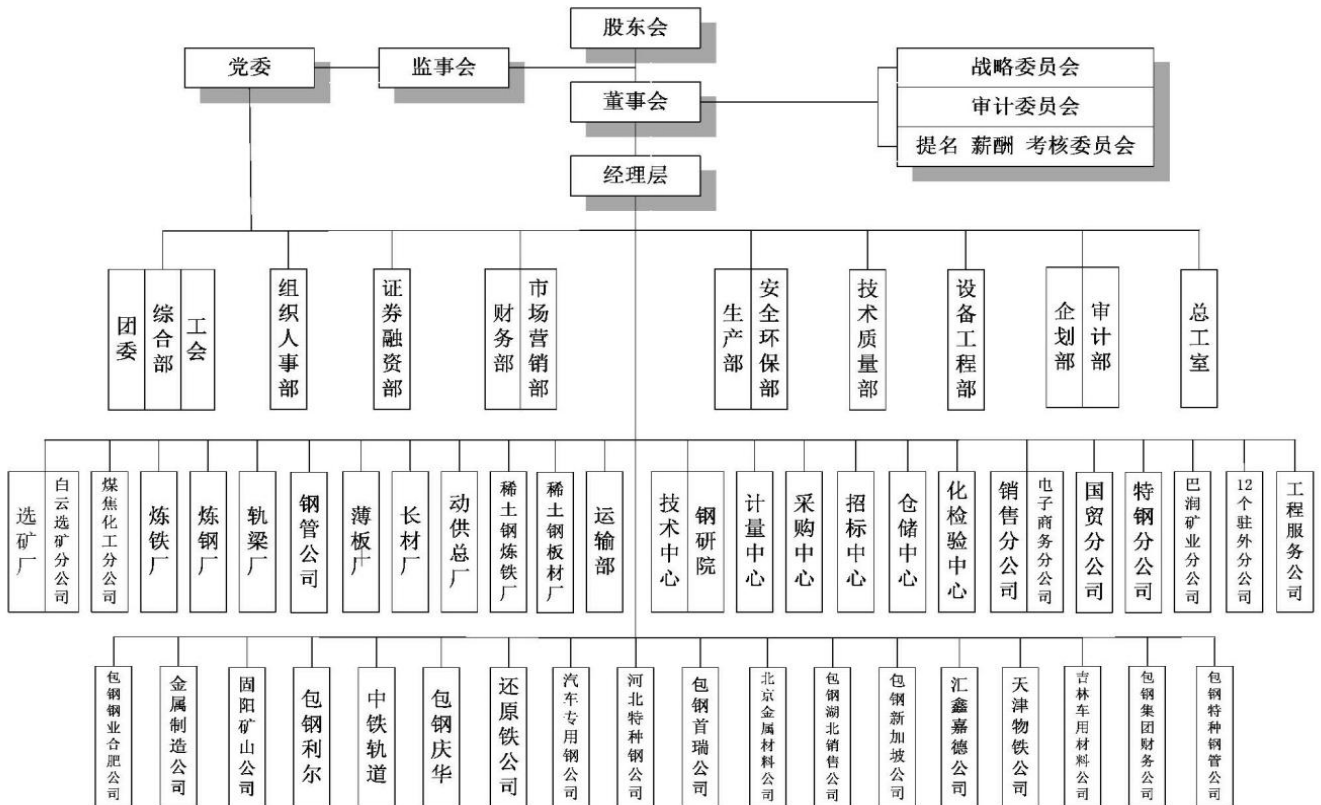 股东会
党委
监事会
董事会
战略委员会
审计委员会
提名 薪酬 考核委员会
经理层
团委
综合部
工会
组织人事部
证券融资部
财务部
市场营销部
生产部
安全环保部
技术质量部
设备工程部
企划部
审计部
总工室
选矿厂
白云选矿分公司
煤焦化工分公司
炼铁厂
炼钢厂
轨梁厂
钢管公司
薄板厂
长材厂
动供总厂
稀土钢炼铁厂
稀土钢板材厂
运输部
技术中心
钢研院
计量中心
采购中心
招标中心
仓储中心
化检验中心
销售分公司
电子商务分公司
国贸分公司
特钢分公司
巴润矿业分公司
12个驻外分公司
工程服务公司
包钢钢业合肥公司
金属制造公司
固阳矿山公司
包钢利尔
中铁轨道
包钢庆华
还原铁公司
汽车专用钢公司
河北特种钢公司
包钢首瑞公司
北京金属材料公司
包钢湖北销售公司
包钢新加坡公司
汇鑫嘉德公司
天津物铁公司
吉林车用材料公司
包钢集团财务公司
包钢特种钢管公司